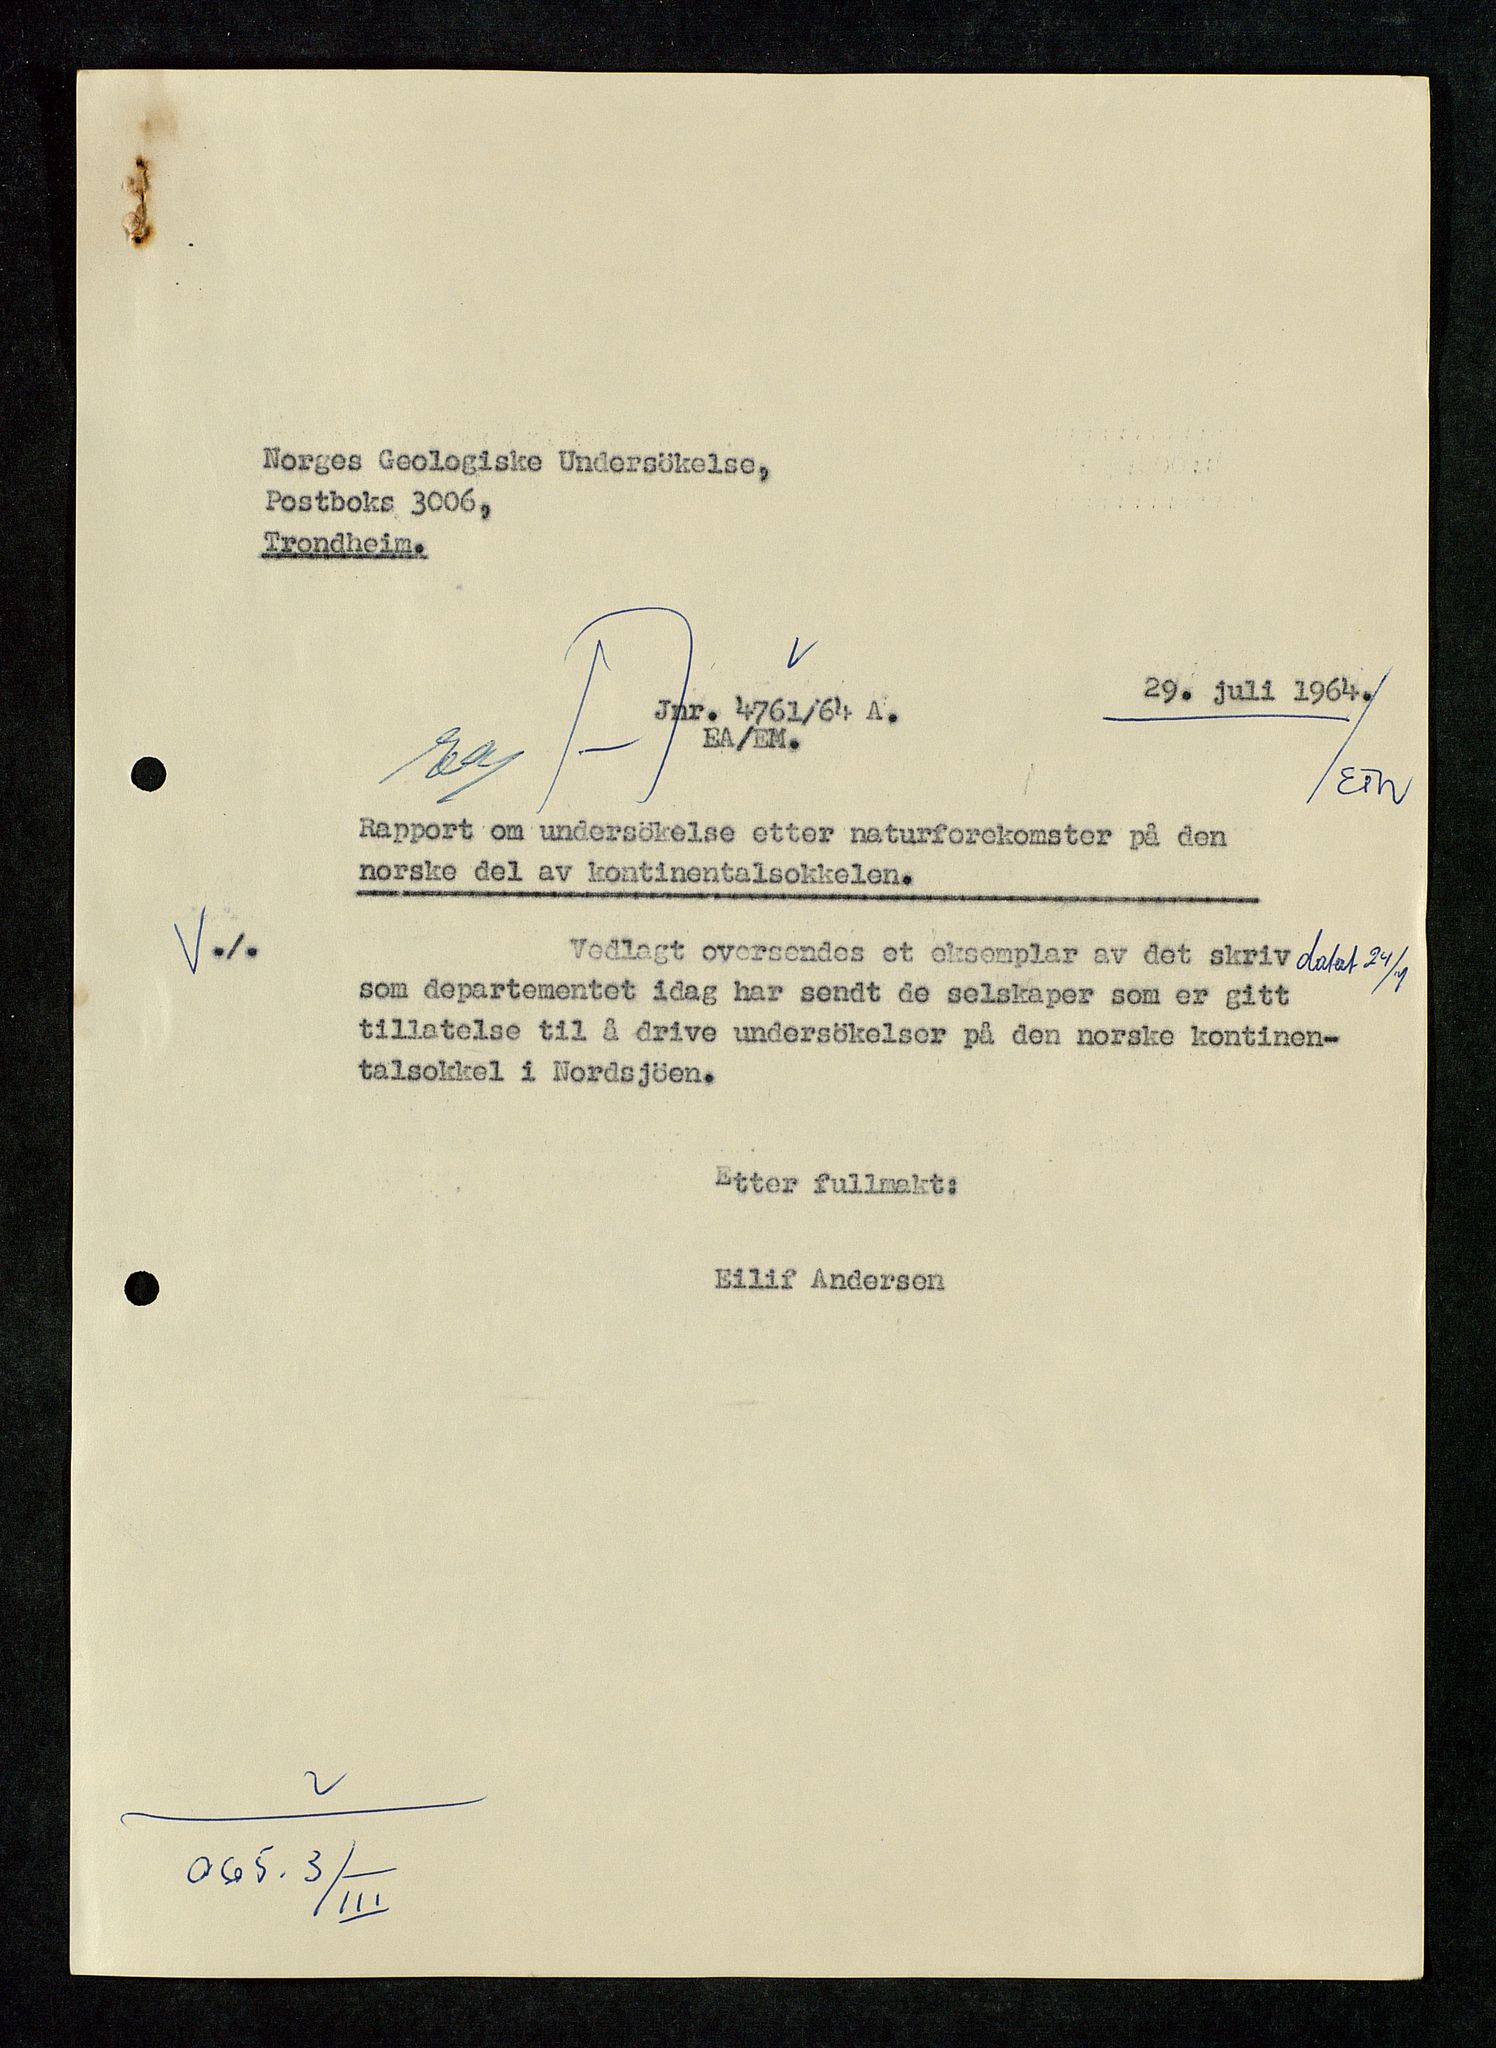 Norges Geologiske Undersökelse,
Postboks 3006,
Trondheim.
29. juli 1964.
Jnr. 4761/64 A.
EA/EM.
Rapport om undersökelse etter naturforekomster på den
norske del av kontinentalsokkelen.
./. Vedlagt oversendes et eksemplar av det skriv datat
som departementet idag har sendt de selskaper som er gitt
tillatelse til å drive undersökelser på den norske kontinen-
talsokkel i Nordsjöen.
Etter fullmakt:
Eilif Andersen
065.3/III